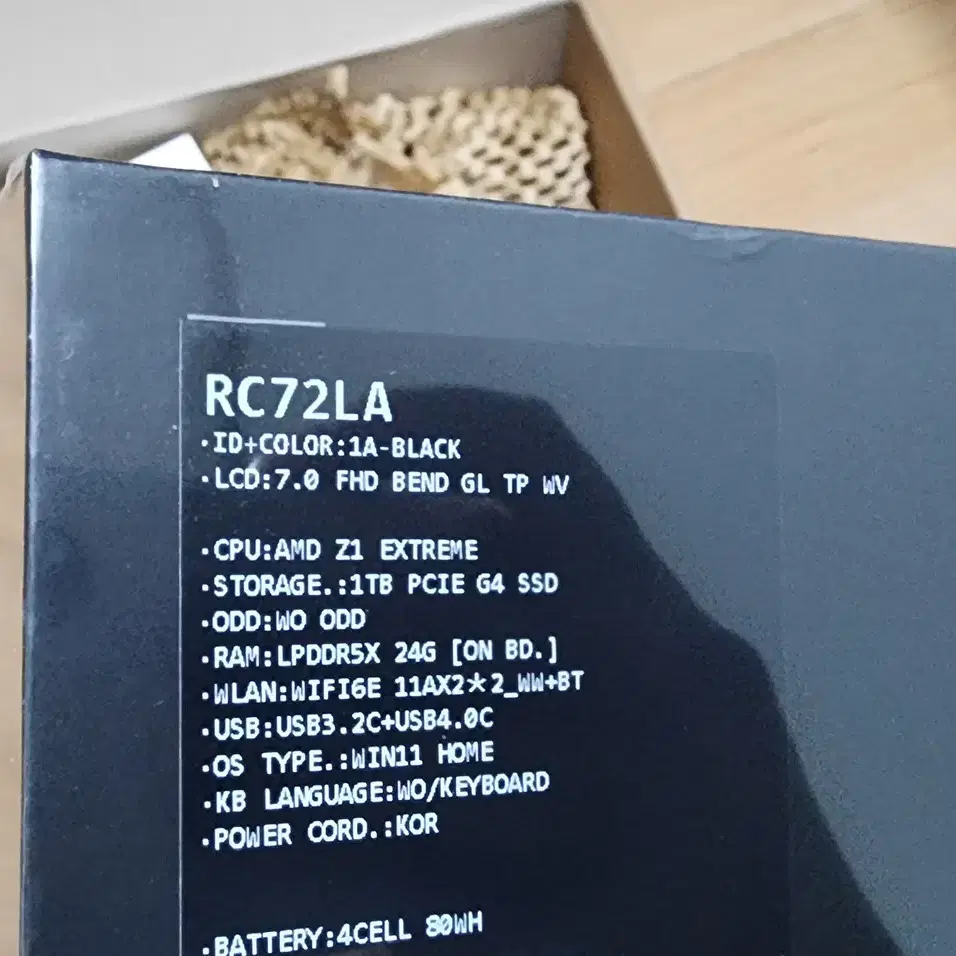 RC72LA
·ID+COLOR:1A-BLACK
·LCD:7.0 FHD BEND GL TP WV
·CPU:AMD Z1 EXTREME
·STORAGE.:1TB PCIE G4 SSD
·ODD:WO ODD
·RAM:LPDDR5X 24G [ON BD.]
·WLAN:WIFI6E 11AX2*2_WW+BT
·USB:USB3.2C+USB4.0C
·OS TYPE.:WIN11 HOME
·KB LANGUAGE:WO/KEYBOARD
·POWER CORD.:KOR
·BATTERY:4CELL 80WH